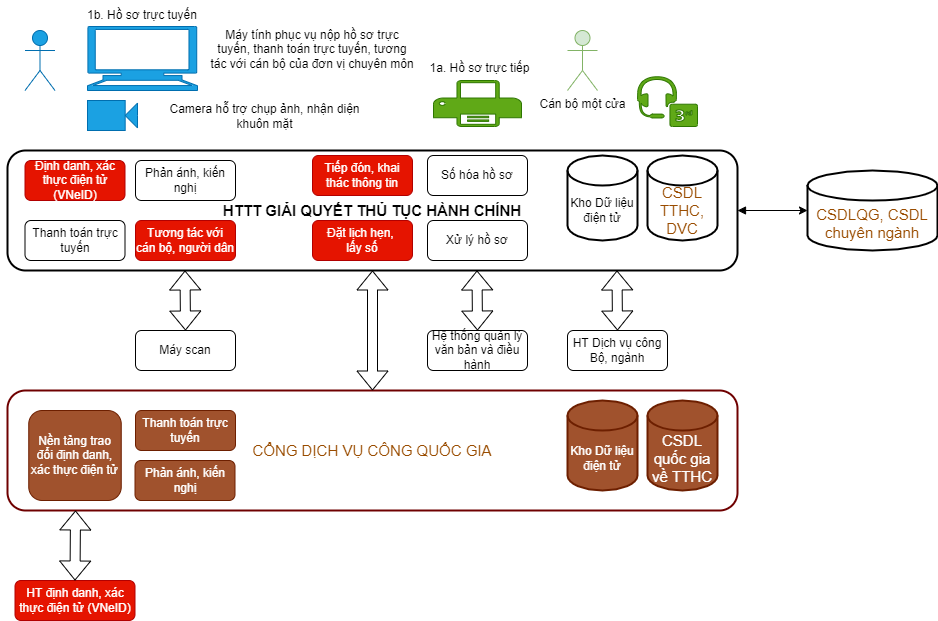 1b. Hồ sơ trực tuyến
Máy tính phục vụ nộp hồ sơ trực
tuyến, thanh toán trực tuyến, tương
tác với cán bộ của đơn vị chuyên môn
1a. Hồ sơ trực tiếp
Camera hỗ trợ chụp ảnh, nhận diện
khuôn mặt
Cán bộ một cửa
3
Định danh, xác
thực điện tử
(VNeID)
Phản ánh, kiến
nghị
Tiếp đón, khai
thác thông tin
Số hóa hồ sơ
Kho Dữ liệu
điện tử
CSDL
TTHC,
DVC
CSDLQG, CSDL
chuyên ngành
HTTT GIẢI QUYẾT THỦ TỤC HÀNH CHÍNH
Thanh toán trực
tuyến
Tương tác với
cán bộ, người dân
Đặt lịch hẹn,
lấy số
Xử lý hồ sơ
Máy scan
Hệ thống quản lý
văn bản và điều
hành
HT Dịch vụ công
Bộ, ngành
Nền tảng trao
đổi định danh,
xác thực điện tử
Thanh toán trực
tuyến
Phản ánh, kiến
nghị
CỔNG DỊCH VỤ CÔNG QUỐC GIA
Kho Dữ liệu
điện tử
CSDL
quốc gia
về TTHC
HT định danh, xác
thực điện tử (VNeID)